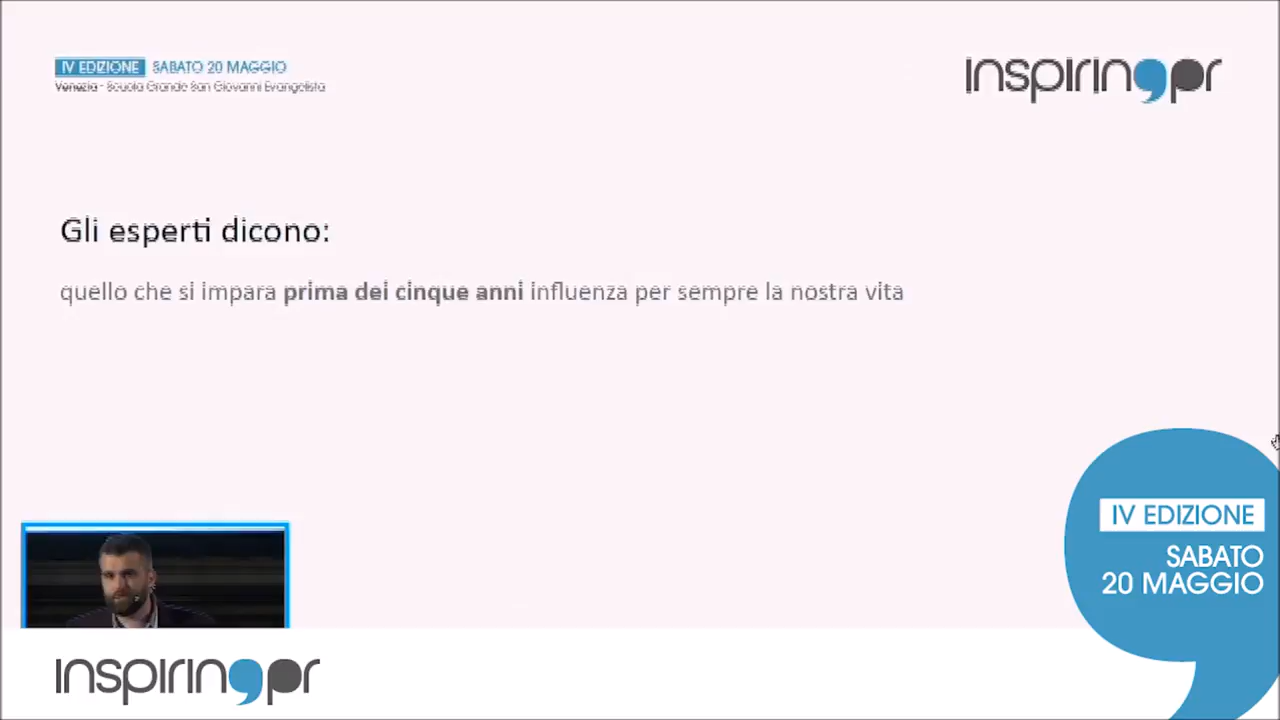 IV EDIZIONE SABATO 20 MAGGIO
Venezia - Scuola Grande San Giovanni Evangelista
inspiringpr
Gli esperti dicono:
quello che si impara prima dei cinque anni influenza per sempre la nostra vita
IV EDIZIONE
SABATO
20 MAGGIO
inspiringpr